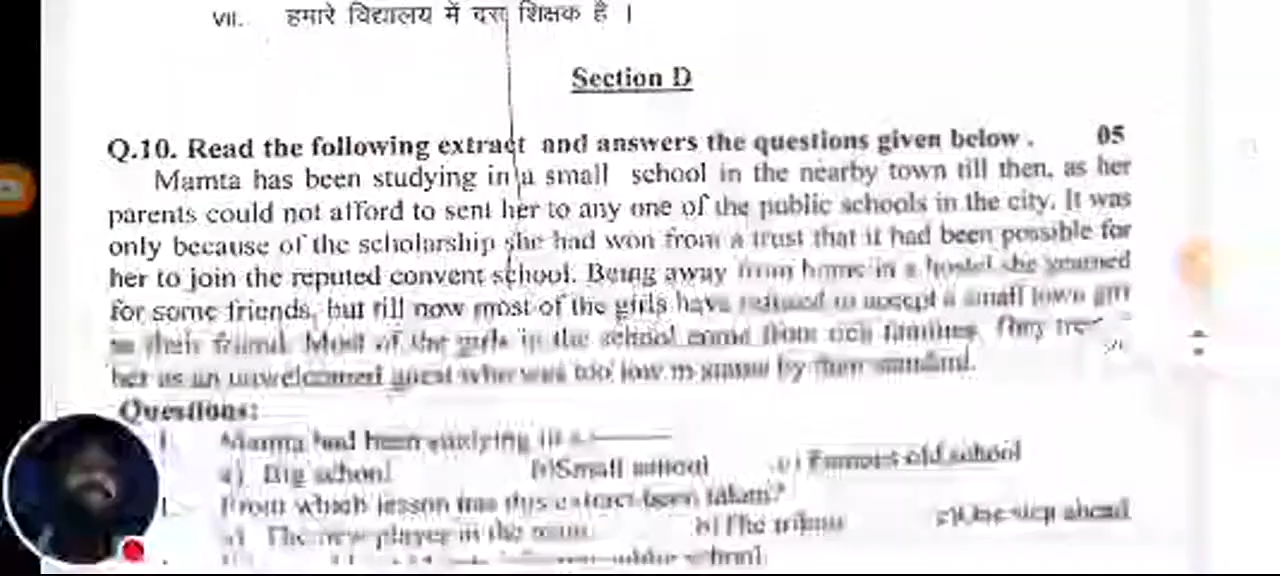 VII. हमारे विद्यालय में दस शिक्षक है ।
Section D
Q.10. Read the following extract and answers the questions given below . 05
Mamta has been studying in a small school in the nearby town till then, as her
parents could not afford to sent her to any one of the public schools in the city. It was
only because of the scholarship she had won from a trust that it had been possible for
her to join the reputed convent school. Being away from home in a hostel she yearned
for some friends, but till now most of the girls have refused to accept a small town girl
as their friend. Most of the girls in the school come from rich families. They
her as an unwelcomed guest who was too low in by their standard.
Questions:
Mamta had been studying in a
a) Big school b)Small school c) old school
From which lesson has this extract been taken?
a) The new player in the team b) The tribute step ahead
school